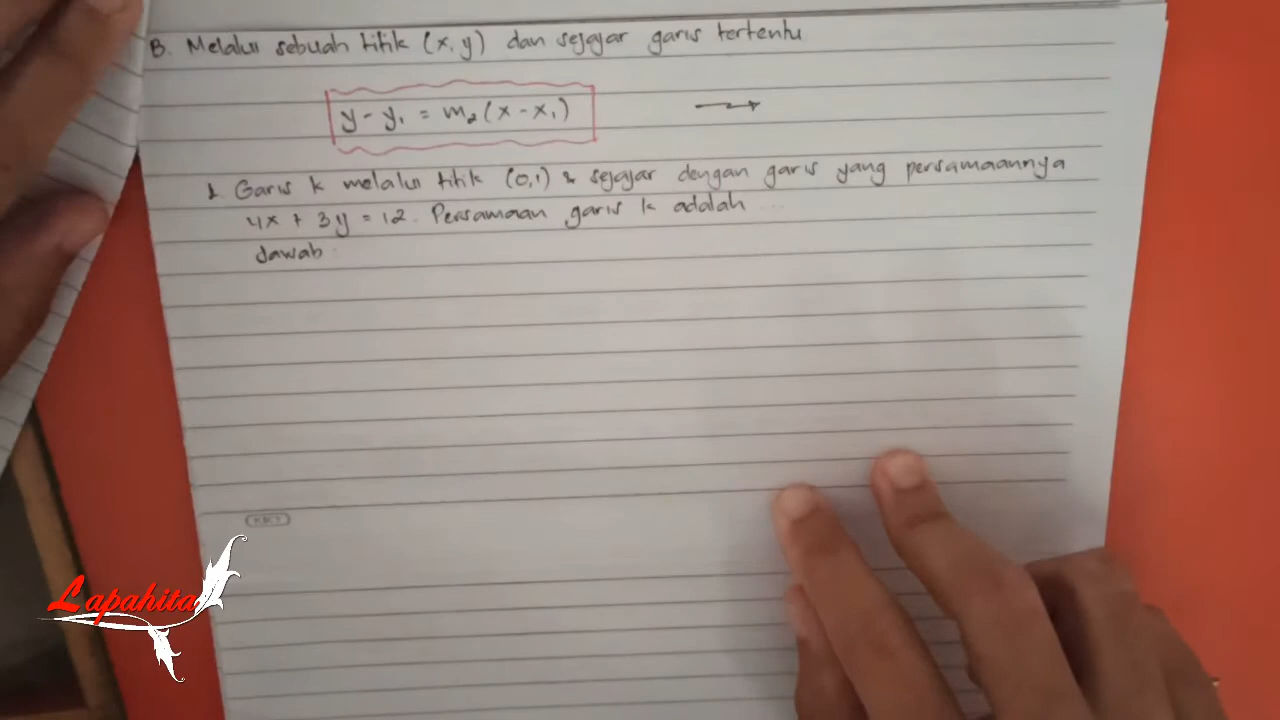 B. Melalui sebuah titik (x, y) dan sejajar garis tertentu
y - y₁ = m₂ (x - x₁) →
1. Garis k melalui titik (0,1) & sejajar dengan garis yang persamaannya
4x + 3y = 12. Persamaan garis k adalah ...
Jawab :
KIKY
Lapahita